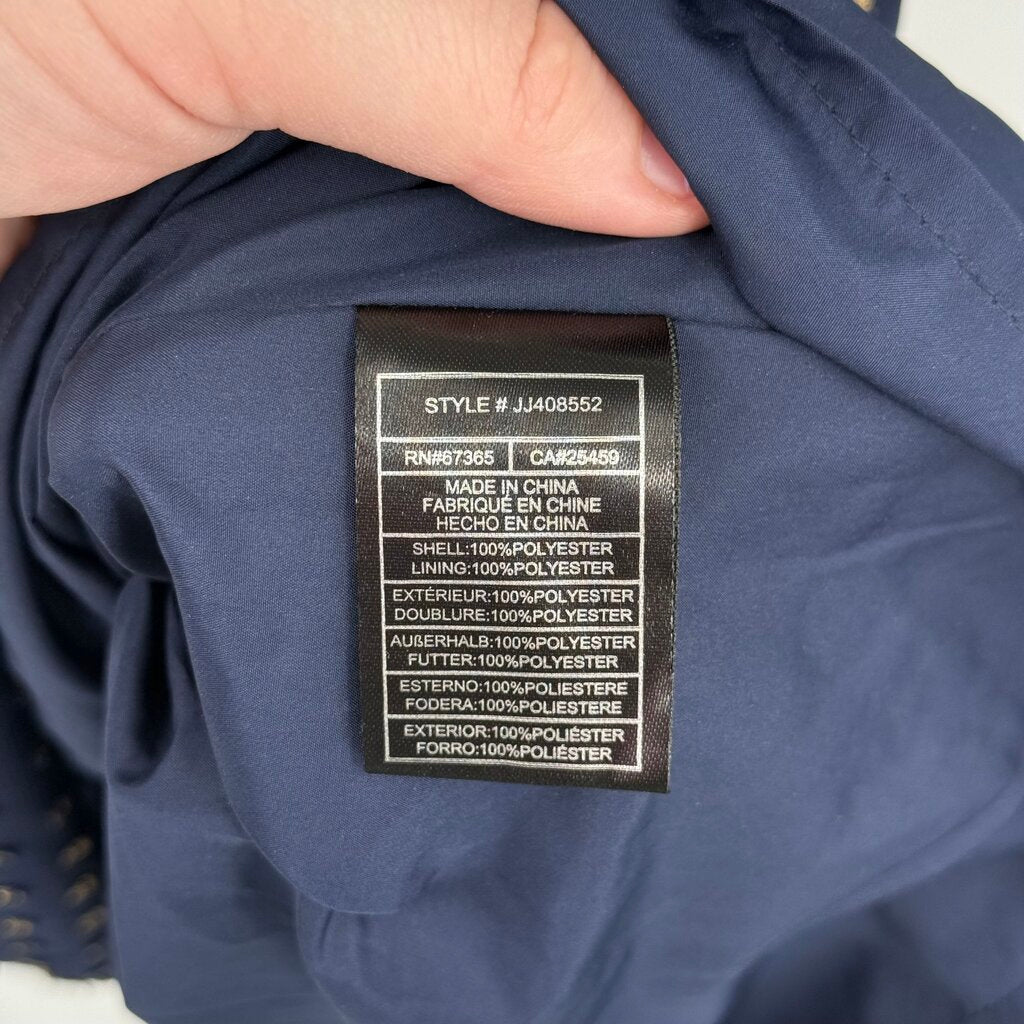 STYLE # JJ408552
RN#67365 CA#25459
MADE IN CHINA
FABRIQUÉ EN CHINE
HECHO EN CHINA
SHELL:100%POLYESTER
LINING:100%POLYESTER
EXTÉRIEUR:100%POLYESTER
DOUBLURE:100%POLYESTER
AUßERHALB:100%POLYESTER
FUTTER:100%POLYESTER
ESTERNO:100%POLIESTERE
FODERA:100%POLIESTERE
EXTERIOR:100%POLIÉSTER
FORRO:100%POLIÉSTER